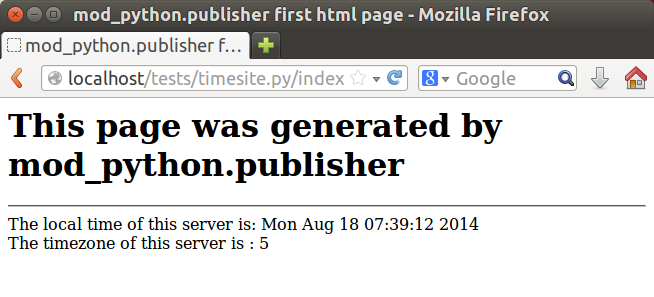 mod_python.publisher first html page - Mozilla Firefox
mod_python.publisher f...
localhost/tests/timesite.py/index
Google
This page was generated by
mod_python.publisher
The local time of this server is: Mon Aug 18 07:39:12 2014
The timezone of this server is : 5